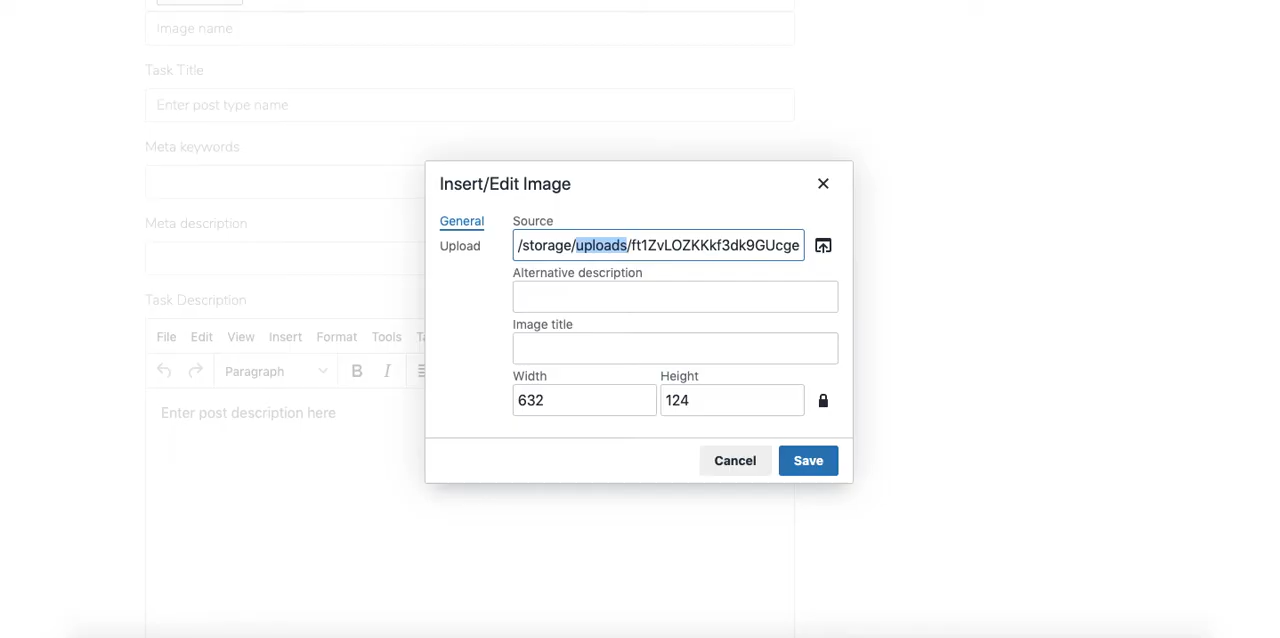 Image name
Task Title
Enter post type name
Meta keywords
Meta description
Task Description
File Edit View Insert Format Tools
Paragraph B I
Enter post description here
Insert/Edit Image
General
Upload
Source
/storage/uploads/ft1ZvLOZKKkf3dk9GUcge
Alternative description
Image title
Width Height
632 124
Cancel Save